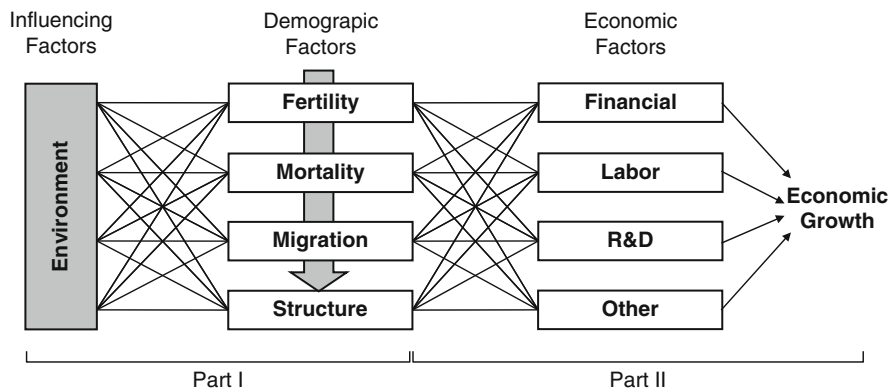 Influencing
Factors
Demograpic
Factors
Economic
Factors
Environment
Fertility
Financial
Mortality
Labor
Economic
Growth
Migration
R&D
Structure
Other
Part I
Part II